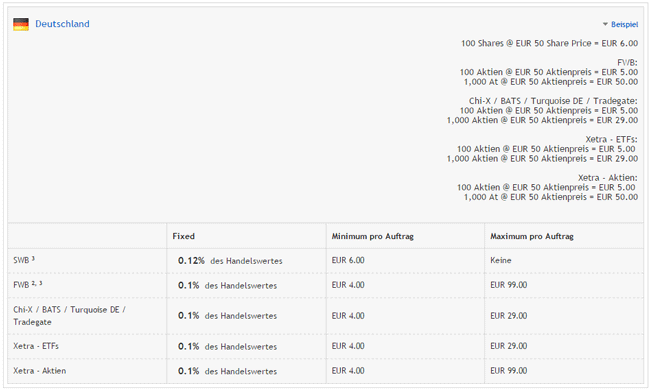 Deutschland
Beispiel
100 Shares @ EUR 50 Share Price = EUR 6.00
FWB:
100 Aktien @ EUR 50 Aktienpreis = EUR 5.00
1,000 At @ EUR 50 Aktienpreis = EUR 50.00
Chi-X / BATS / Turquoise DE / Tradegate:
100 Aktien @ EUR 50 Aktienpreis = EUR 5.00
1,000 Aktien @ EUR 50 Aktienpreis = EUR 29.00
Xetra - ETFs:
100 Aktien @ EUR 50 Aktienpreis = EUR 5.00
1,000 Aktien @ EUR 50 Aktienpreis = EUR 29.00
Xetra - Aktien:
100 Aktien @ EUR 50 Aktienpreis = EUR 5.00
1,000 At @ EUR 50 Aktienpreis = EUR 50.00
Fixed Minimum pro Auftrag Maximum pro Auftrag
SWB ³ 0.12% des Handelswertes EUR 6.00 Keine
FWB ², ³ 0.1% des Handelswertes EUR 4.00 EUR 99.00
Chi-X / BATS / Turquoise DE /
Tradegate 0.1% des Handelswertes EUR 4.00 EUR 29.00
Xetra - ETFs 0.1% des Handelswertes EUR 4.00 EUR 29.00
Xetra - Aktien 0.1% des Handelswertes EUR 4.00 EUR 99.00